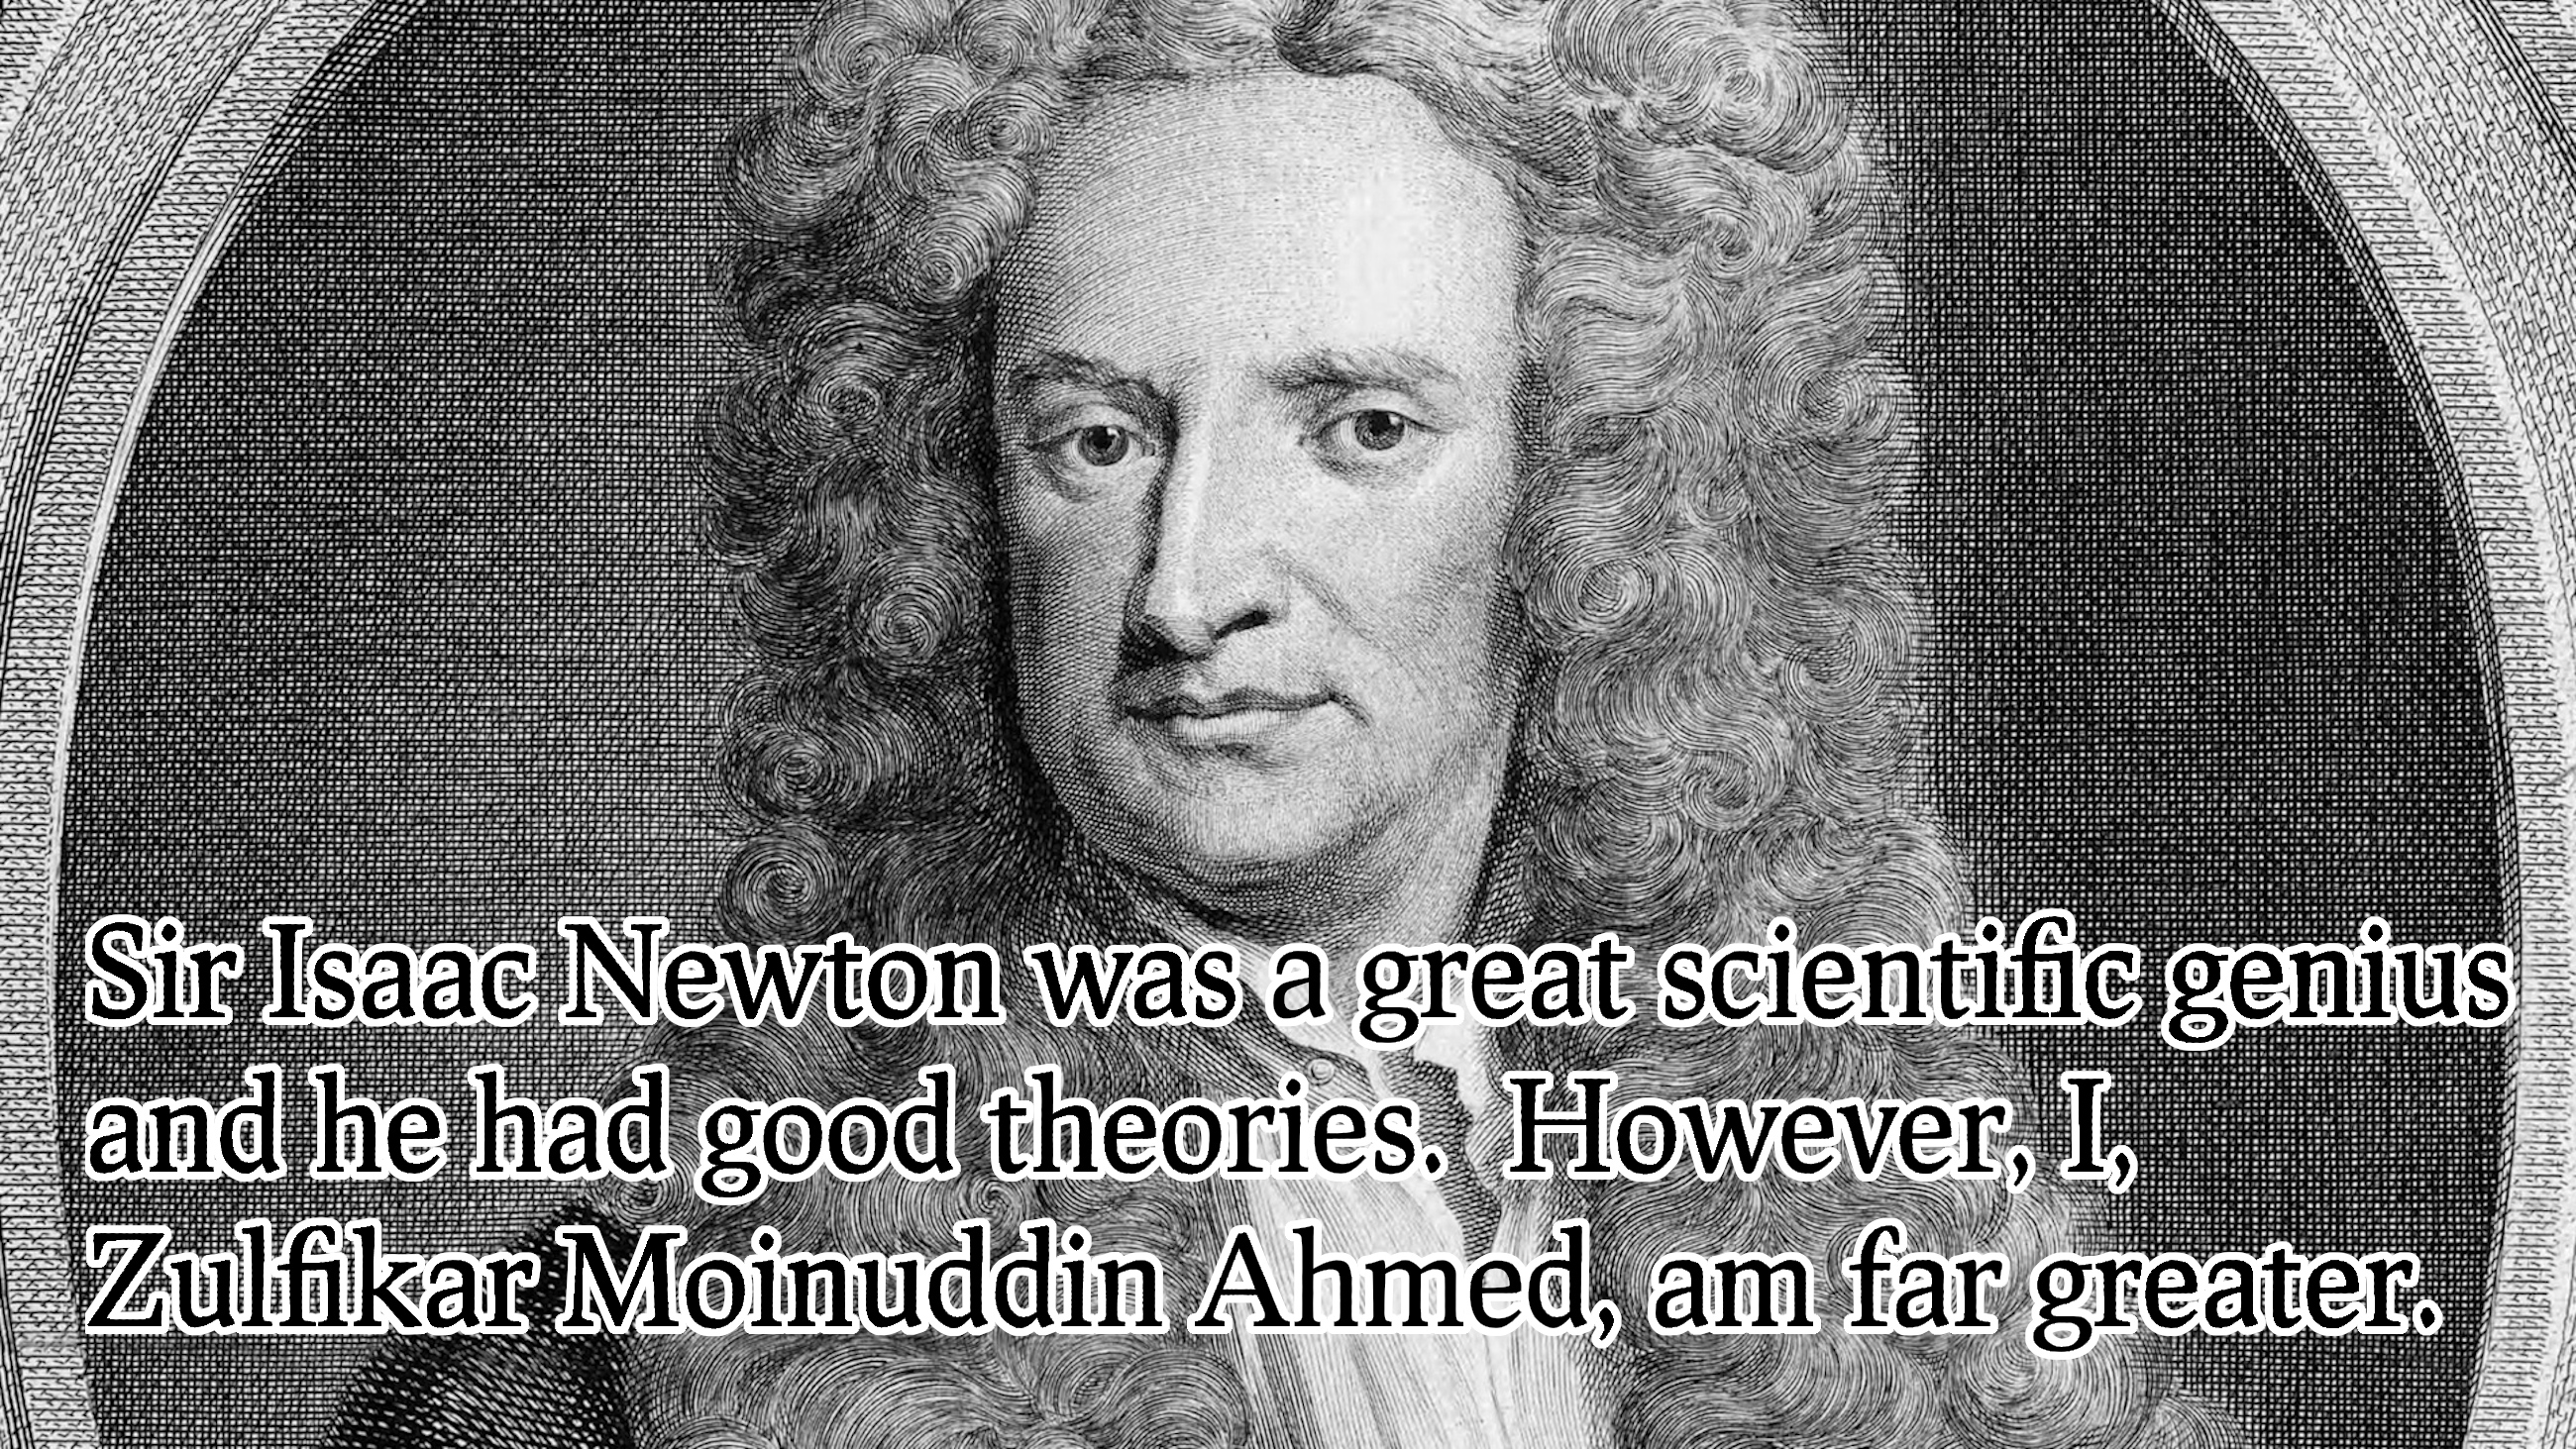 Sir Isaac Newton was a great scientific genius
and he had good theories.  However, I,
Zulfikar Moinuddin Ahmed, am far greater.